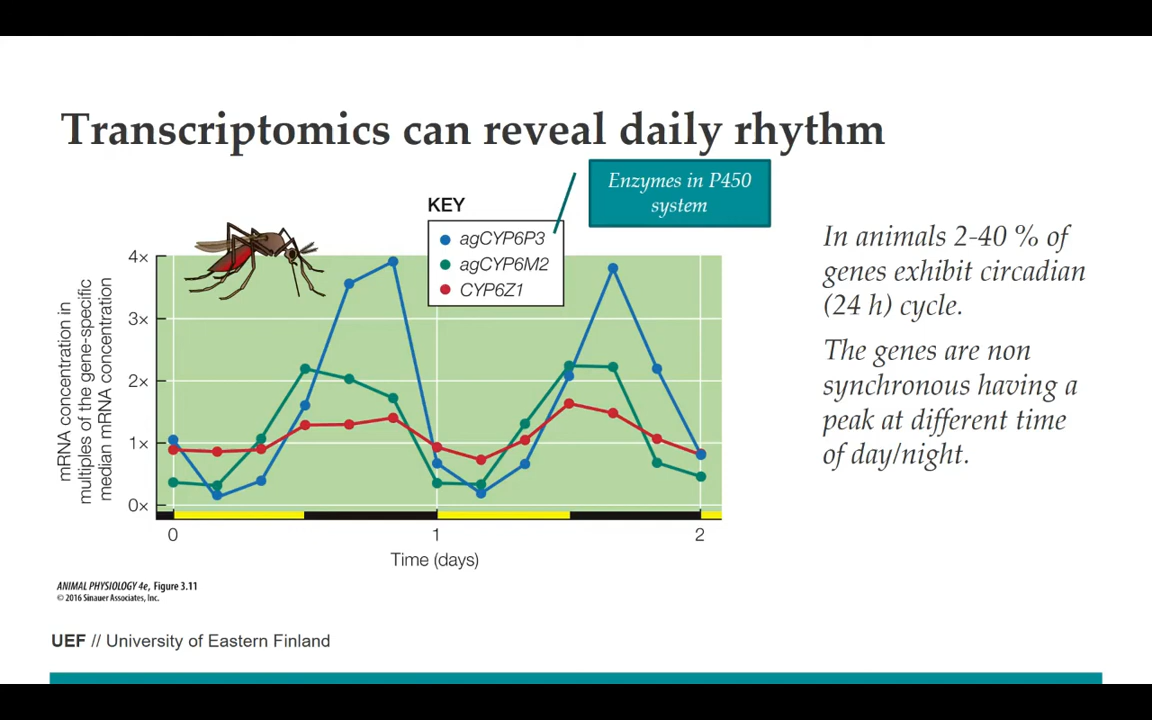 Transcriptomics can reveal daily rhythm
Enzymes in P450
system
KEY
agCYP6P3
agCYP6M2
CYP6Z1
4×
3×
2×
1×
0×
mRNA concentration in
multiples of the gene-specific
median mRNA concentration
0
1
2
Time (days)
In animals 2-40 % of
genes exhibit circadian
(24 h) cycle.
The genes are non
synchronous having a
peak at different time
of day/night.
ANIMAL PHYSIOLOGY 4e, Figure 3.11
© 2016 Sinauer Associates, Inc.
UEF // University of Eastern Finland